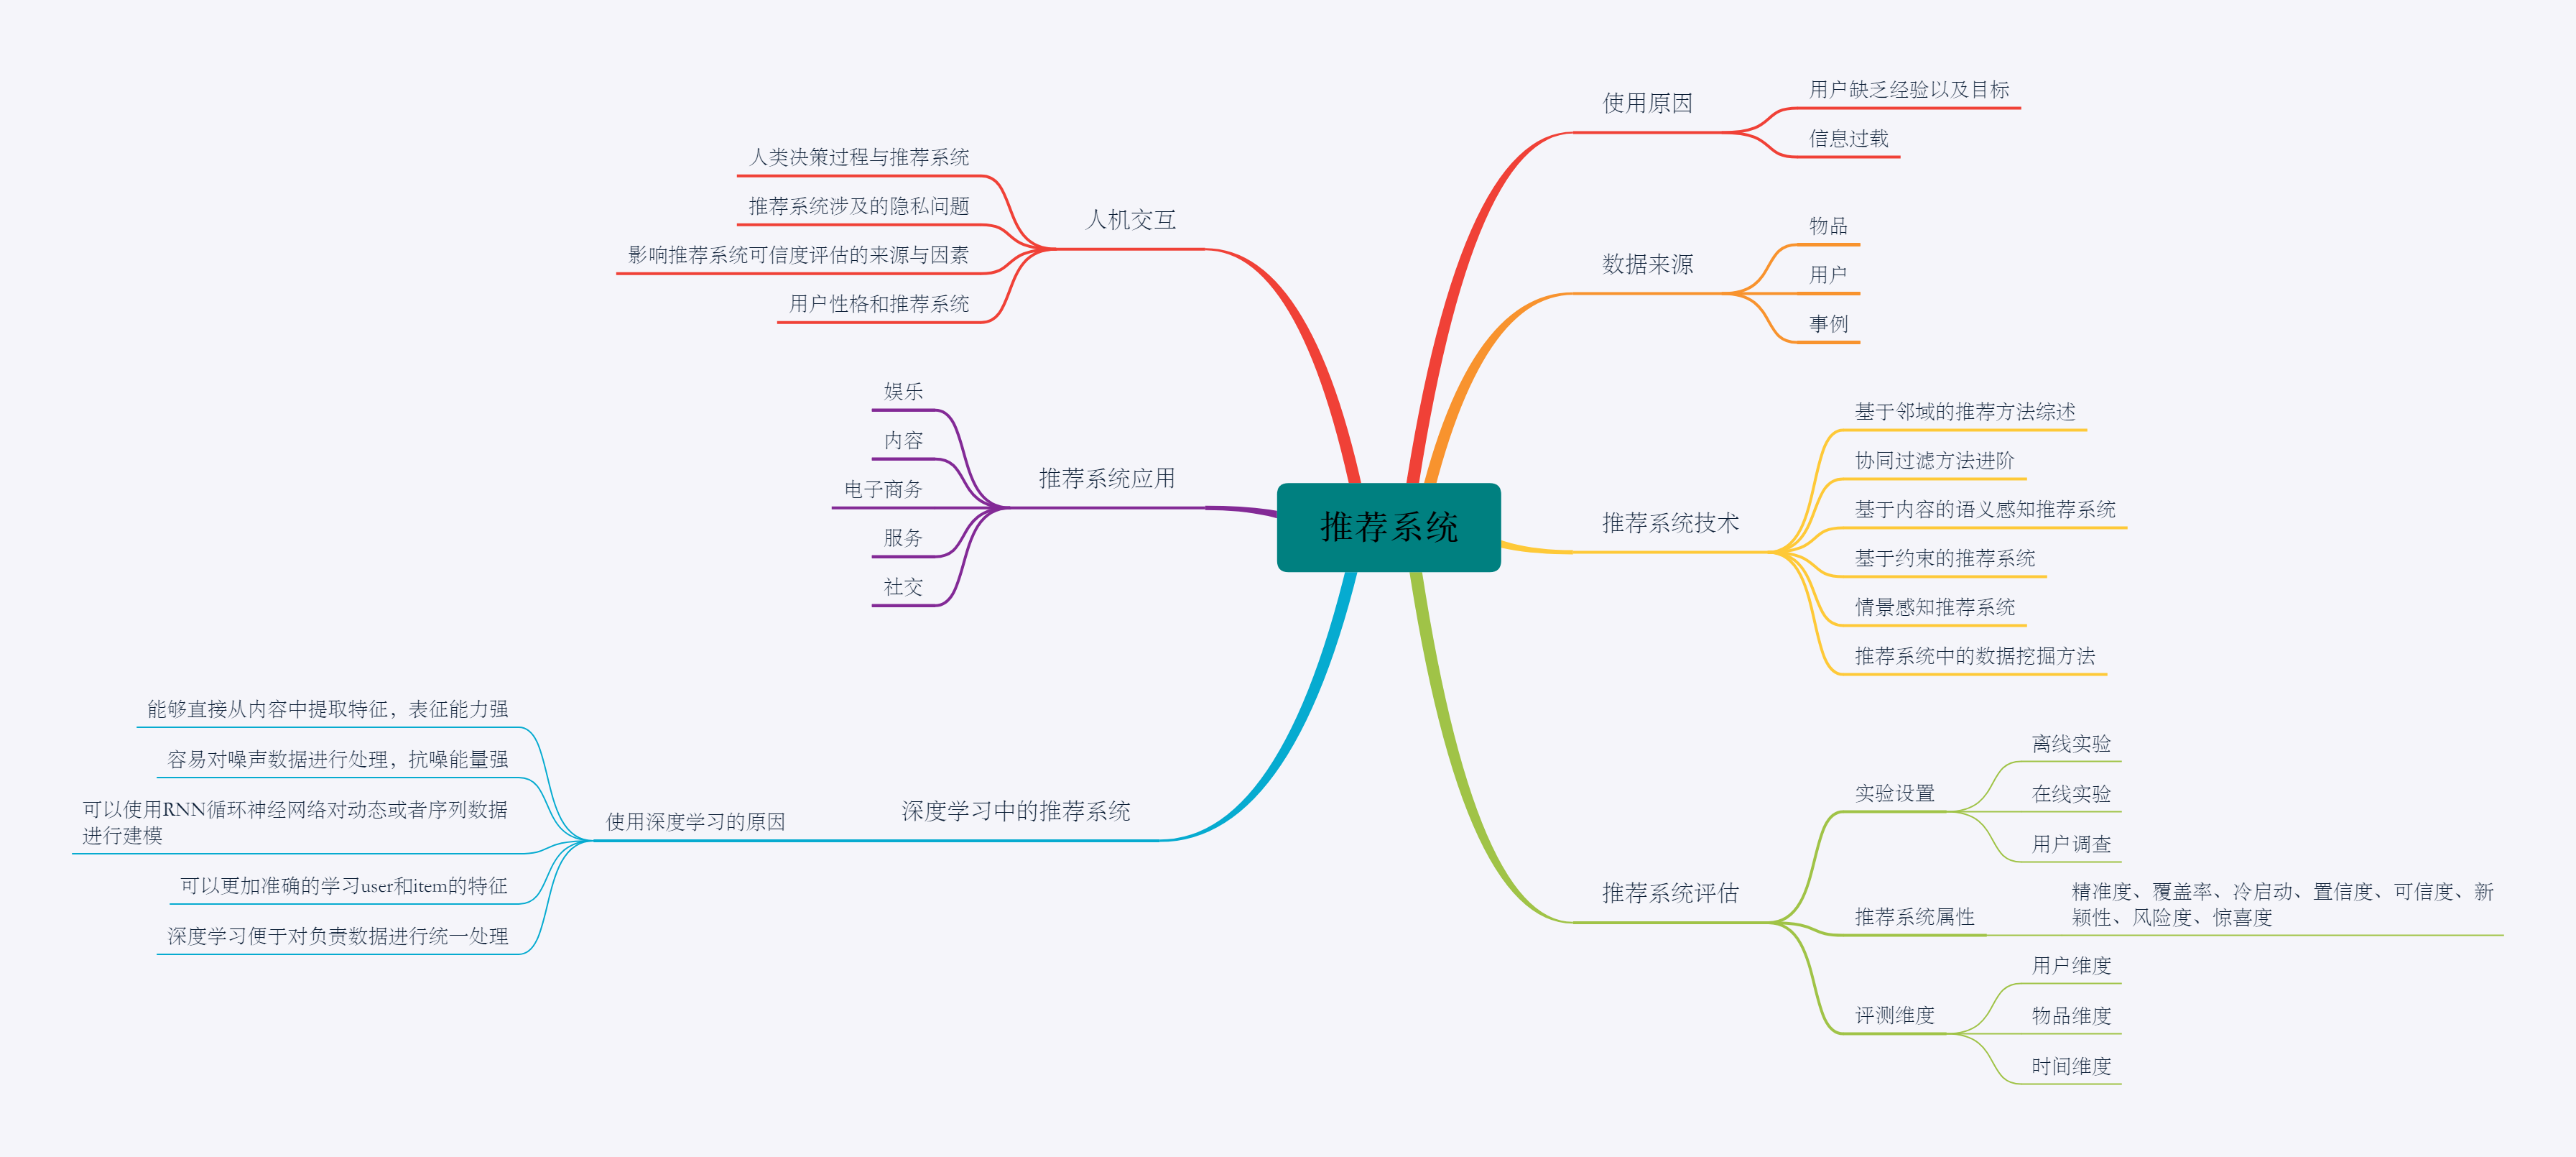 推荐系统
使用原因
用户缺乏经验以及目标
信息过载
数据来源
物品
用户
事例
推荐系统技术
基于邻域的推荐方法综述
协同过滤方法进阶
基于内容的语义感知推荐系统
基于约束的推荐系统
情景感知推荐系统
推荐系统中的数据挖掘方法
推荐系统评估
实验设置
离线实验
在线实验
用户调查
推荐系统属性
精准度、覆盖率、冷启动、置信度、可信度、新
颖性、风险度、惊喜度
评测维度
用户维度
物品维度
时间维度
人机交互
人类决策过程与推荐系统
推荐系统涉及的隐私问题
影响推荐系统可信度评估的来源与因素
用户性格和推荐系统
推荐系统应用
娱乐
内容
电子商务
服务
社交
深度学习中的推荐系统
使用深度学习的原因
能够直接从内容中提取特征，表征能力强
容易对噪声数据进行处理，抗噪能量强
可以使用RNN循环神经网络对动态或者序列数据
进行建模
可以更加准确的学习user和item的特征
深度学习便于对负责数据进行统一处理